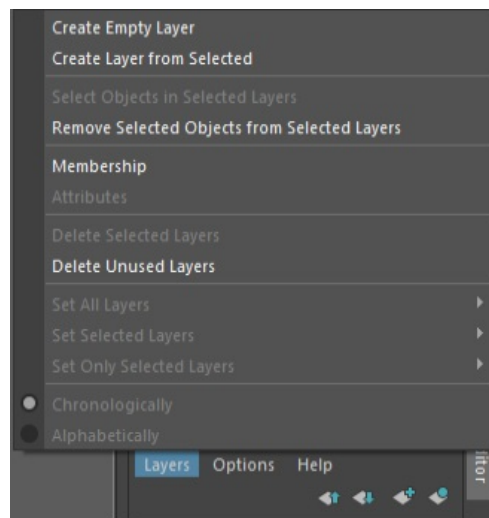 Create Empty Layer
Create Layer from Selected
Select Objects in Selected Layers
Remove Selected Objects from Selected Layers
Membership
Attributes
Delete Selected Layers
Delete Unused Layers
Set All Layers
Set Selected Layers
Set Only Selected Layers
Chronologically
Alphabetically
Layers Options Help